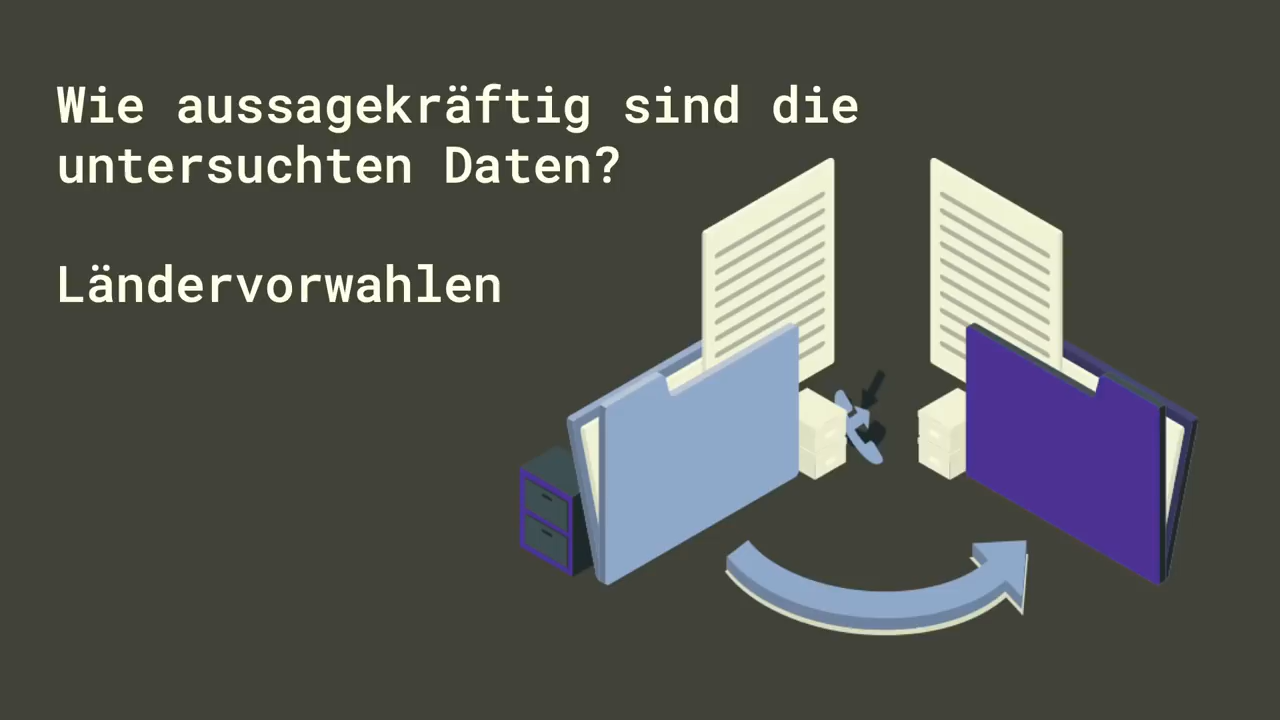 Wie aussagekräftig sind die
untersuchten Daten?
Ländervorwahlen